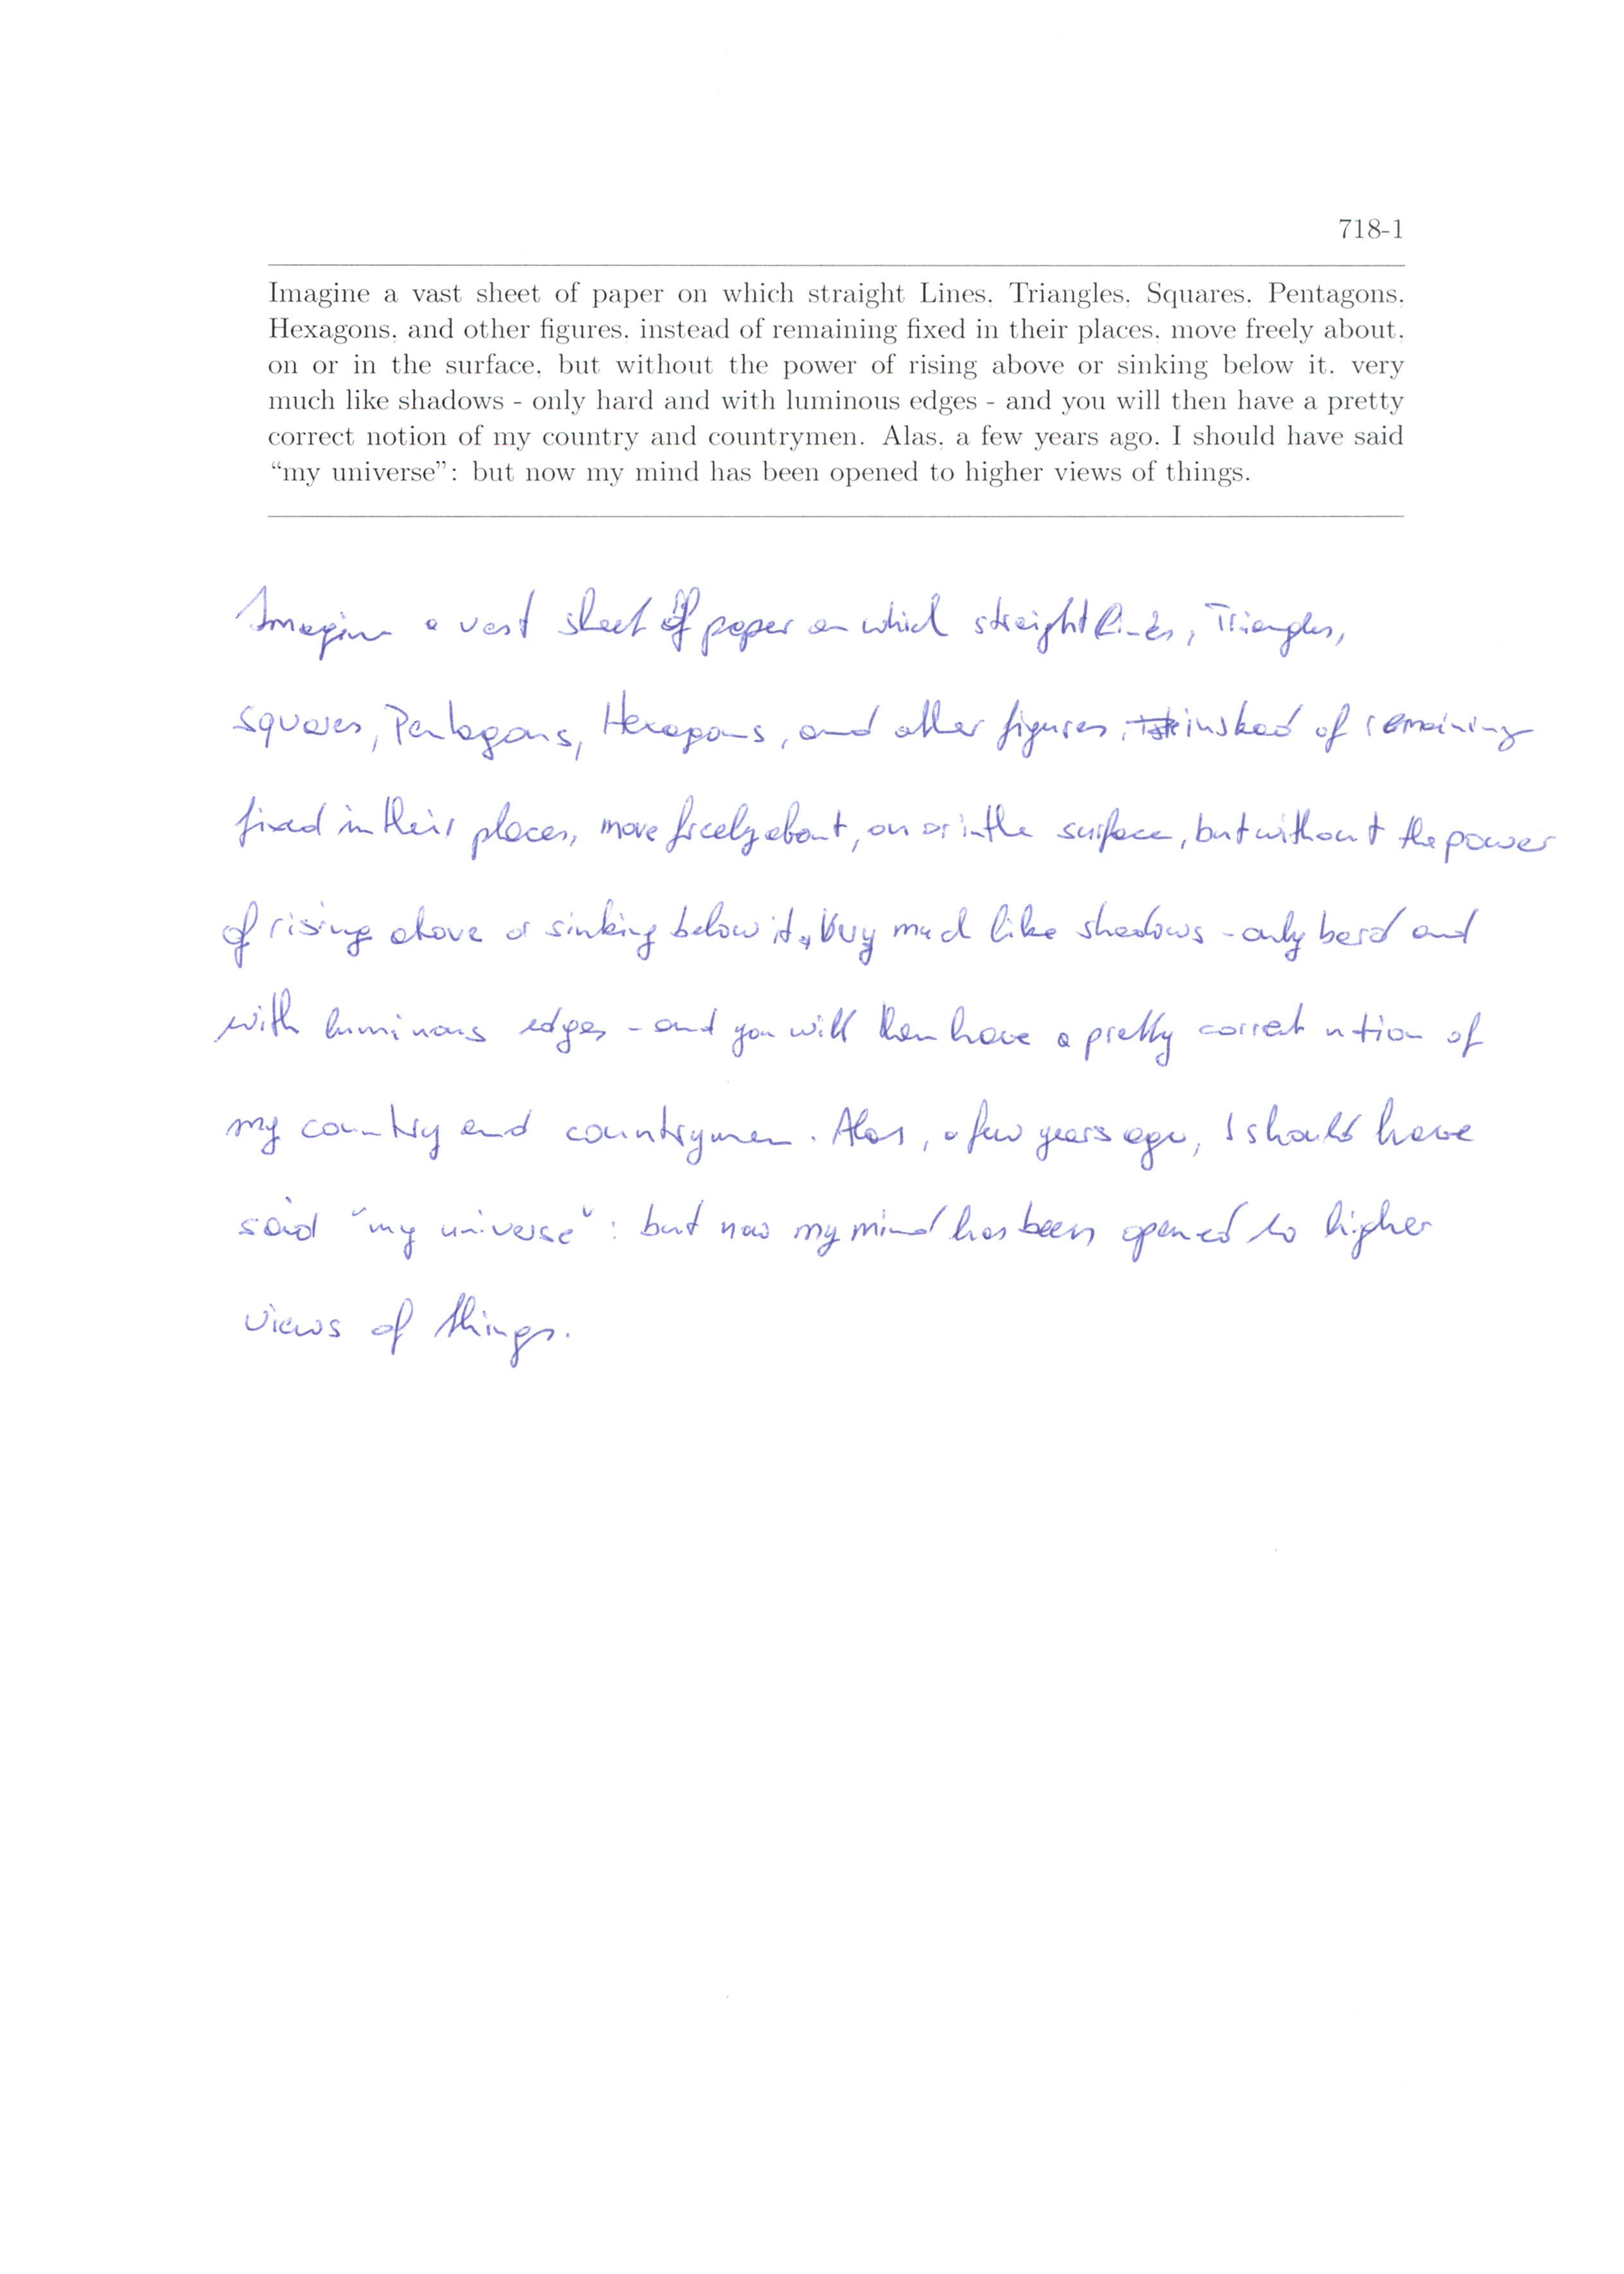 718-1
Imagine a vast sheet of paper on which straight Lines, Triangles, Squares, Pentagons,
Hexagons, and other figures, instead of remaining fixed in their places, move freely about,
on or in the surface, but without the power of rising above or sinking below it, very
much like shadows - only hard and with luminous edges - and you will then have a pretty
correct notion of my country and countrymen. Alas, a few years ago, I should have said
“my universe”: but now my mind has been opened to higher views of things.
Imagine a vast sheet of paper on which straight Lines, Triangles,
Squares, Pentagons, Hexagons, and other figures, instead of remaining
fixed in their places, move freely about, on or in the surface, but without the power
of rising above or sinking below it, very much like shadows - only hard and
with luminous edges - and you will then have a pretty correct ntion of
my country and countrymen. Alas, a few years ago, I should have
said "my universe": but now my mind has been opened to higher
views of things.